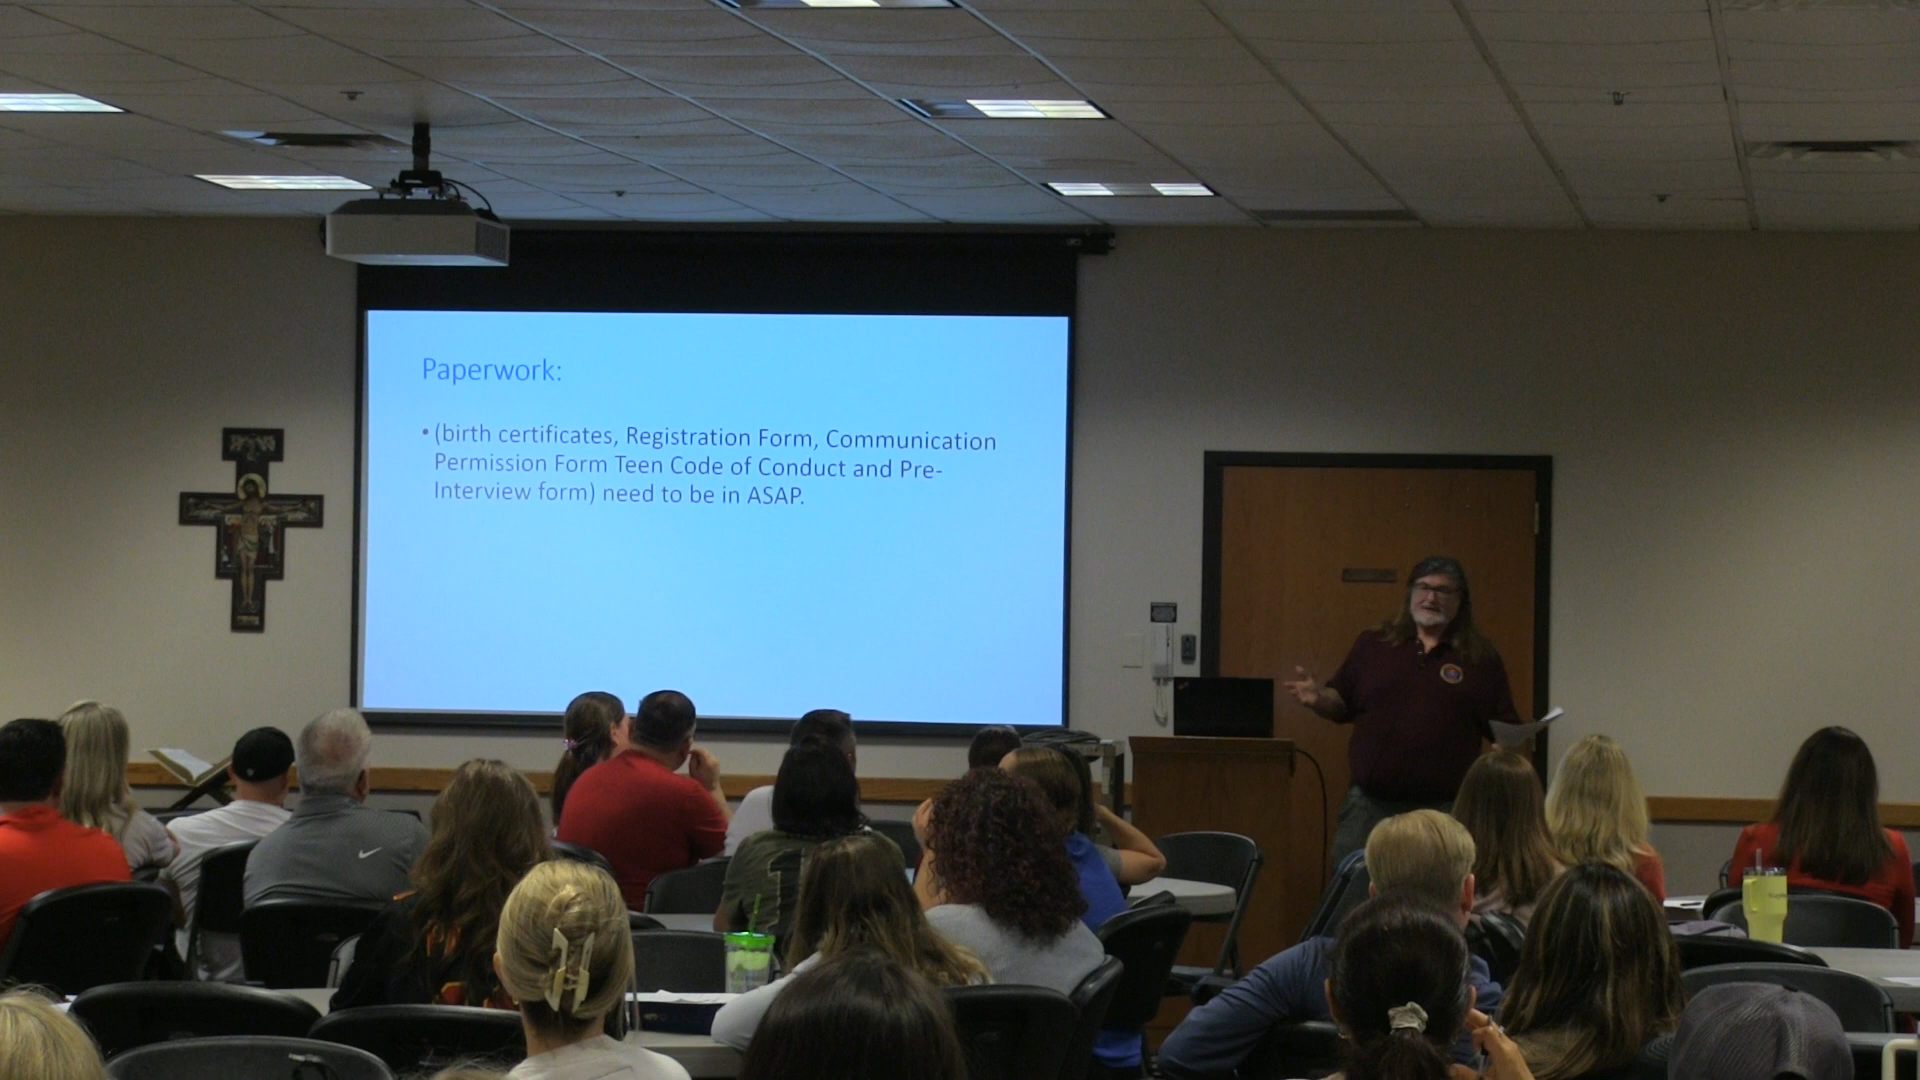 Paperwork:
• (birth certificates, Registration Form, Communication
Permission Form Teen Code of Conduct and Pre-
Interview form) need to be in ASAP.